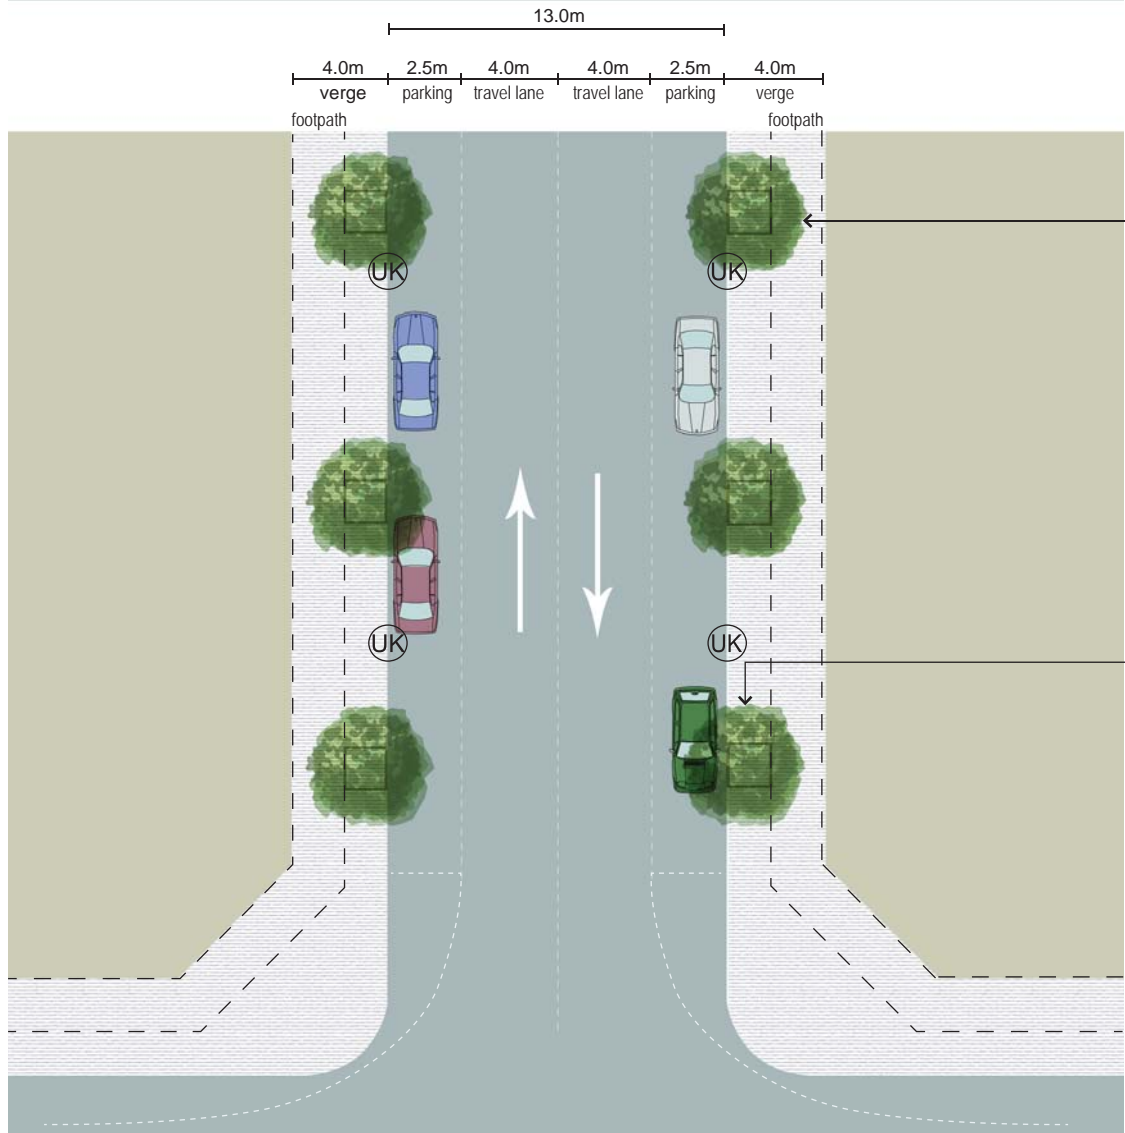 13.0m
4.0m 2.5m 4.0m 4.0m 2.5m 4.0m
verge parking travel lane travel lane parking verge
footpath footpath
UK UK
UK UK